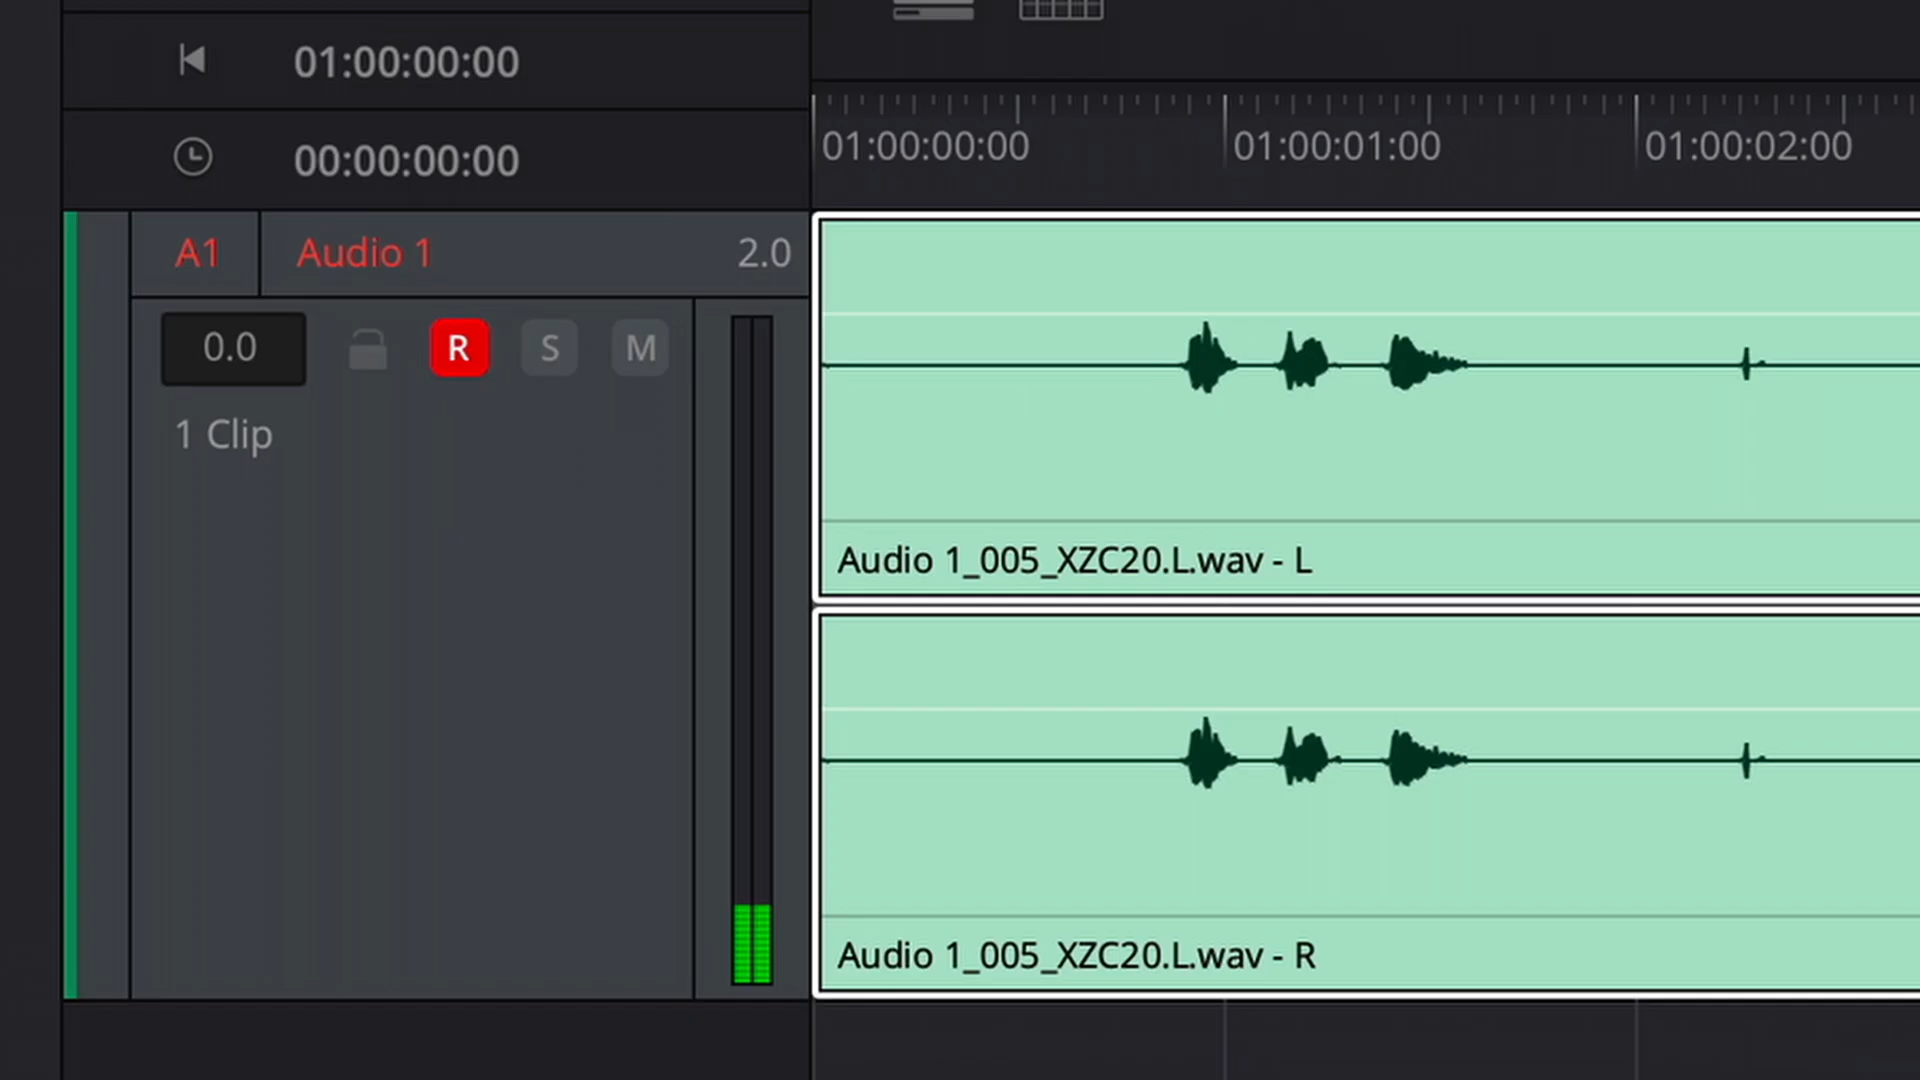 01:00:00:00
00:00:00:00
01:00:00:00 01:00:01:00 01:00:02:00
A1 Audio 1 2.0
0.0 R S M
1 Clip
Audio 1_005_XZC20.L.wav - L
Audio 1_005_XZC20.L.wav - R